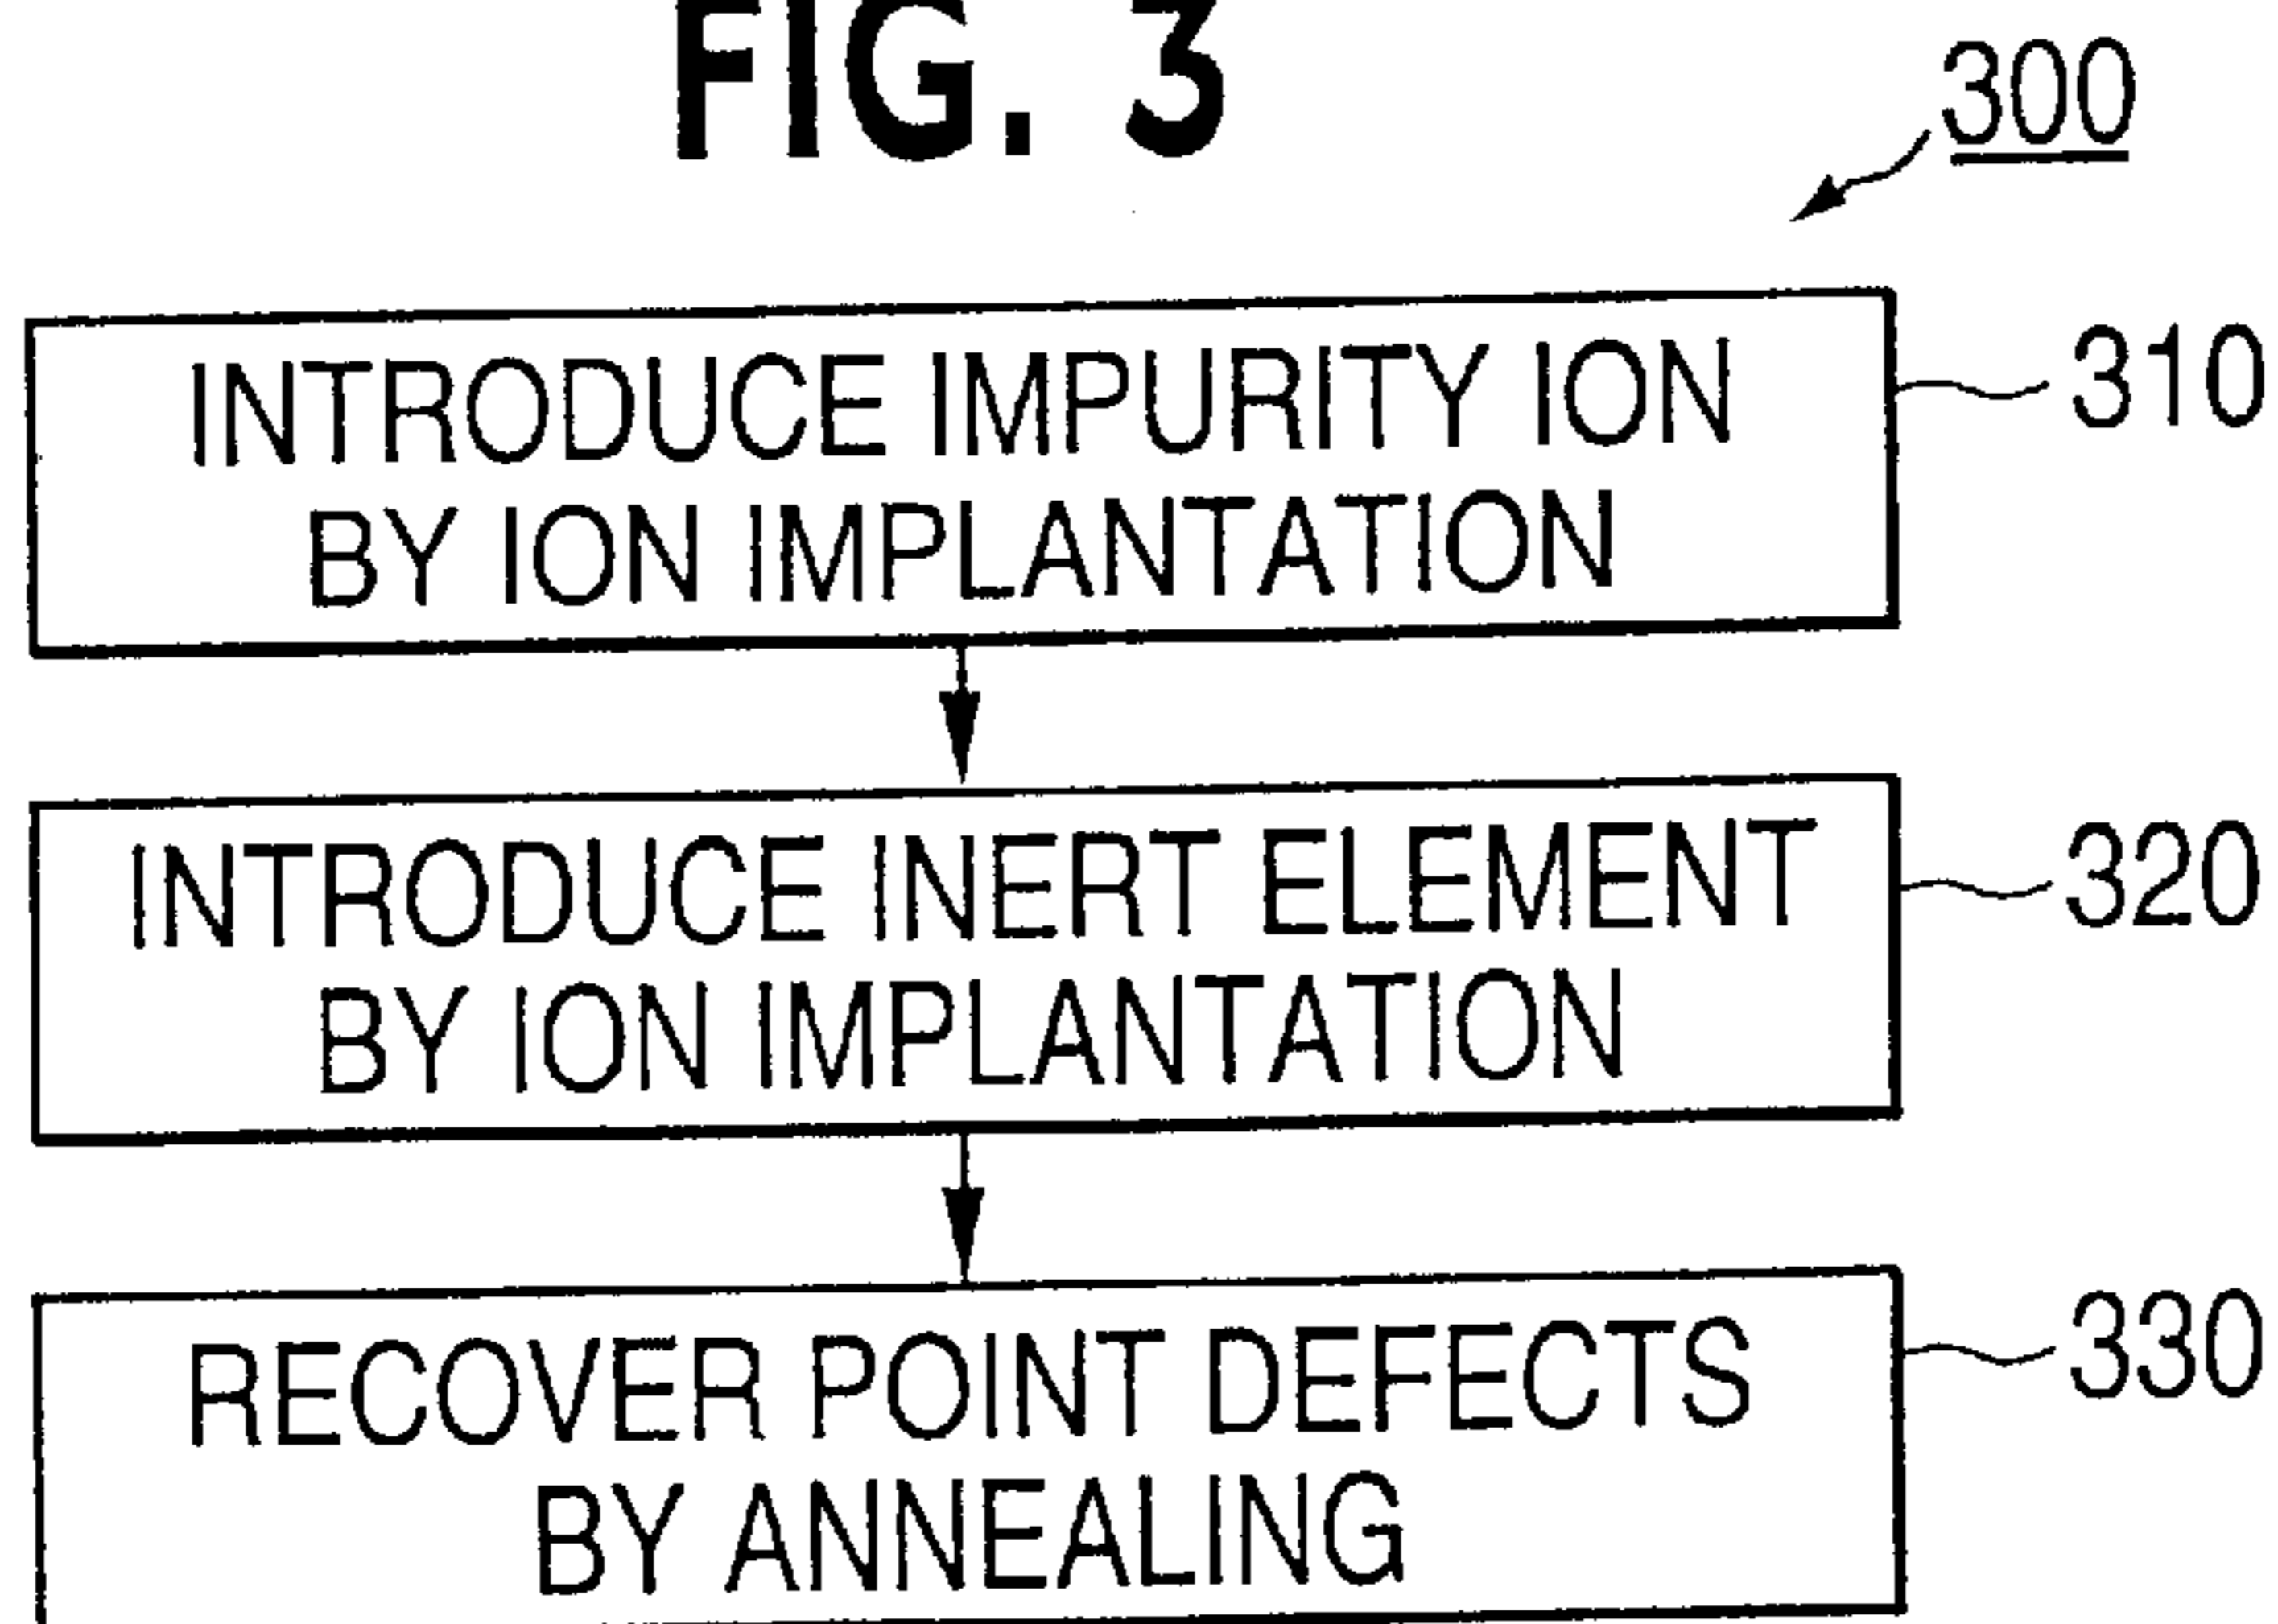 FIG. 3
300
INTRODUCE IMPURITY ION
BY ION IMPLANTATION
310
INTRODUCE INERT ELEMENT
BY ION IMPLANTATION
320
RECOVER POINT DEFECTS
BY ANNEALING
330